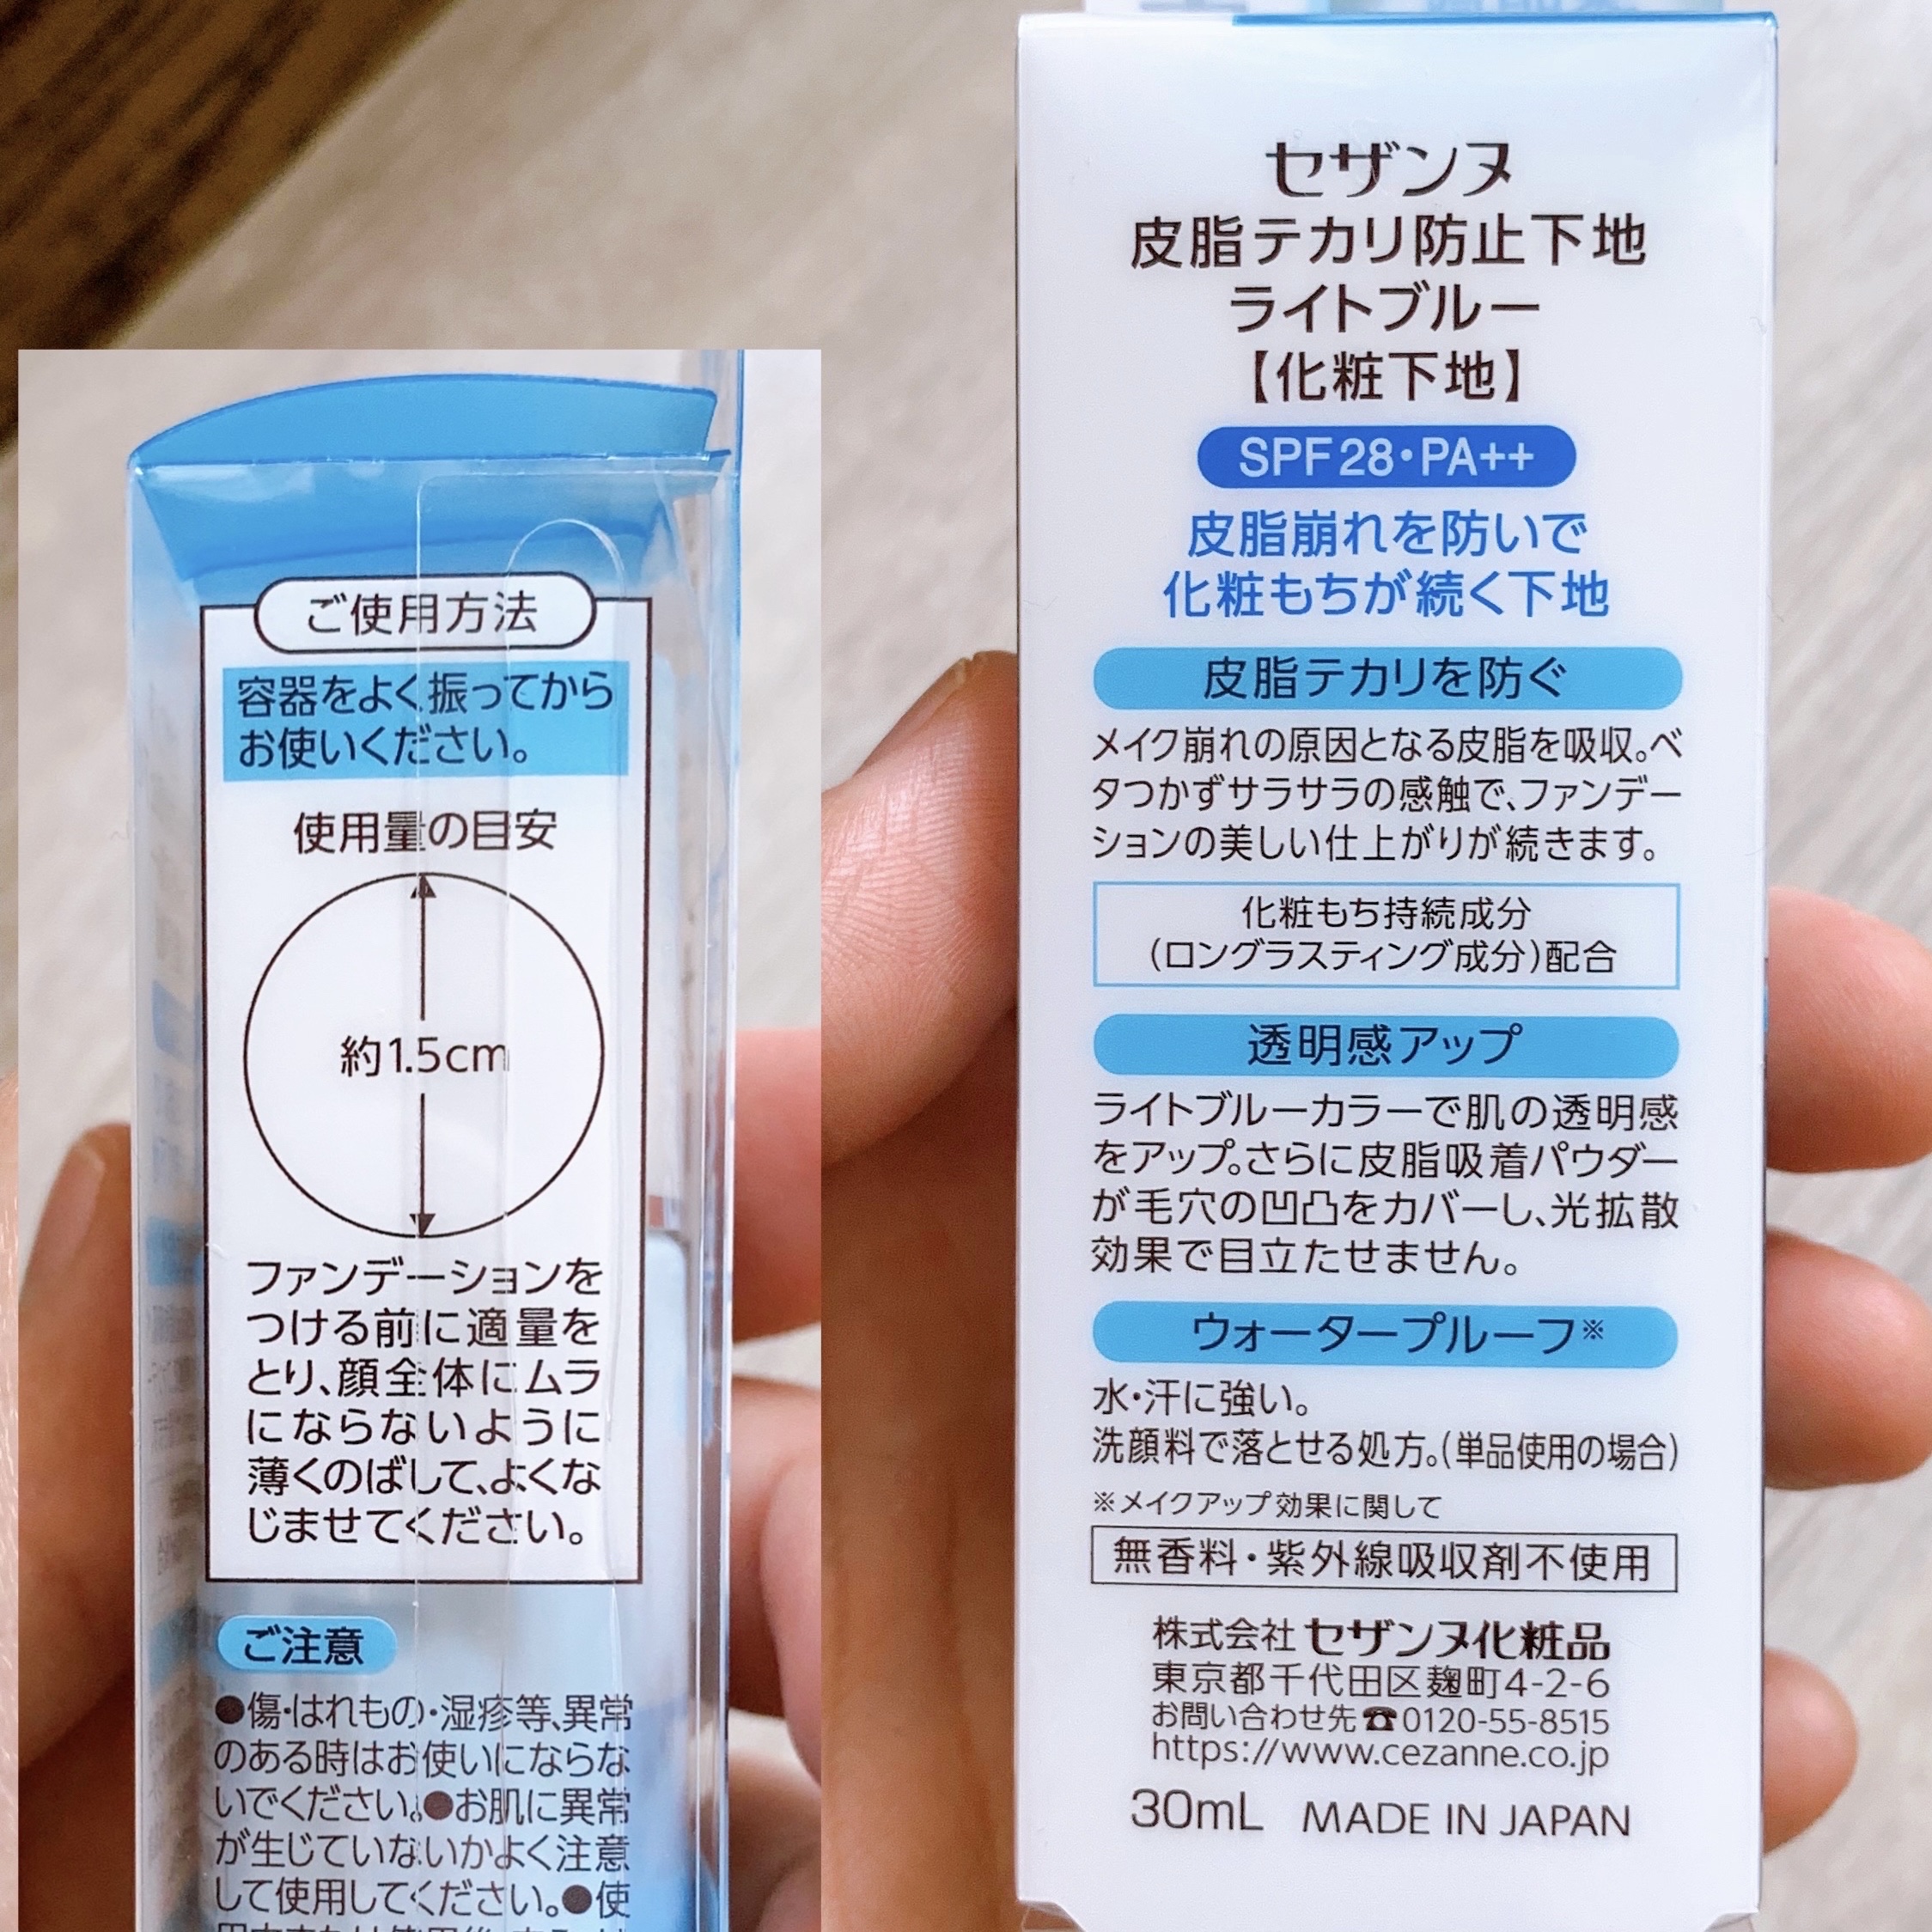 ご使用方法
容器をよく振ってから
お使いください。
使用量の目安
約1.5cm
ファンデーションを
つける前に適量を
とり、顔全体にムラ
にならないように
薄くのばして、よくな
じませてください。
ご注意
●傷・はれもの・湿疹等、異常
のある時はお使いにならな
いでください。●お肌に異常
が生じていないかよく注意
して使用してください。●使
セザンヌ
皮脂テカリ防止下地
ライトブルー
【化粧下地】
SPF28・PA++
皮脂崩れを防いで
化粧もちが続く下地
皮脂テカリを防ぐ
メイク崩れの原因となる皮脂を吸収。ベ
タつかずサラサラの感触で、ファンデー
ションの美しい仕上がりが続きます。
化粧もち持続成分
(ロングラスティング成分)配合
透明感アップ
ライトブルーカラーで肌の透明感
をアップ。さらに皮脂吸着パウダー
が毛穴の凹凸をカバーし、光拡散
効果で目立たせません。
ウォータープルーフ※
水・汗に強い。
洗顔料で落とせる処方。(単品使用の場合)
※メイクアップ効果に関して
無香料・紫外線吸収剤不使用
株式会社 セザンヌ化粧品
東京都千代田区麹町4-2-6
お問い合わせ先☎0120-55-8515
https://www.cezanne.co.jp
30mL MADE IN JAPAN